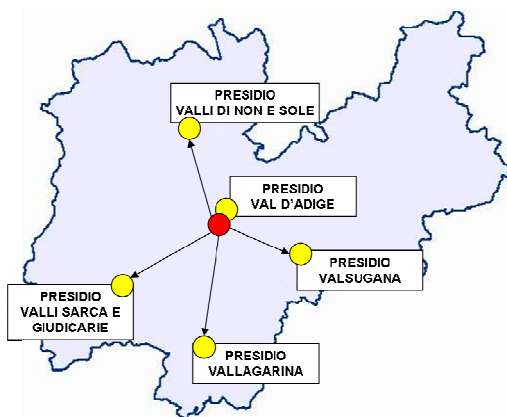 PRESIDIO
VALLI DI NON E SOLE
PRESIDIO
VAL D'ADIGE
PRESIDIO
VALSUGANA
PRESIDIO
VALLI SARCA E
GIUDICARIE
PRESIDIO
VALLAGARINA